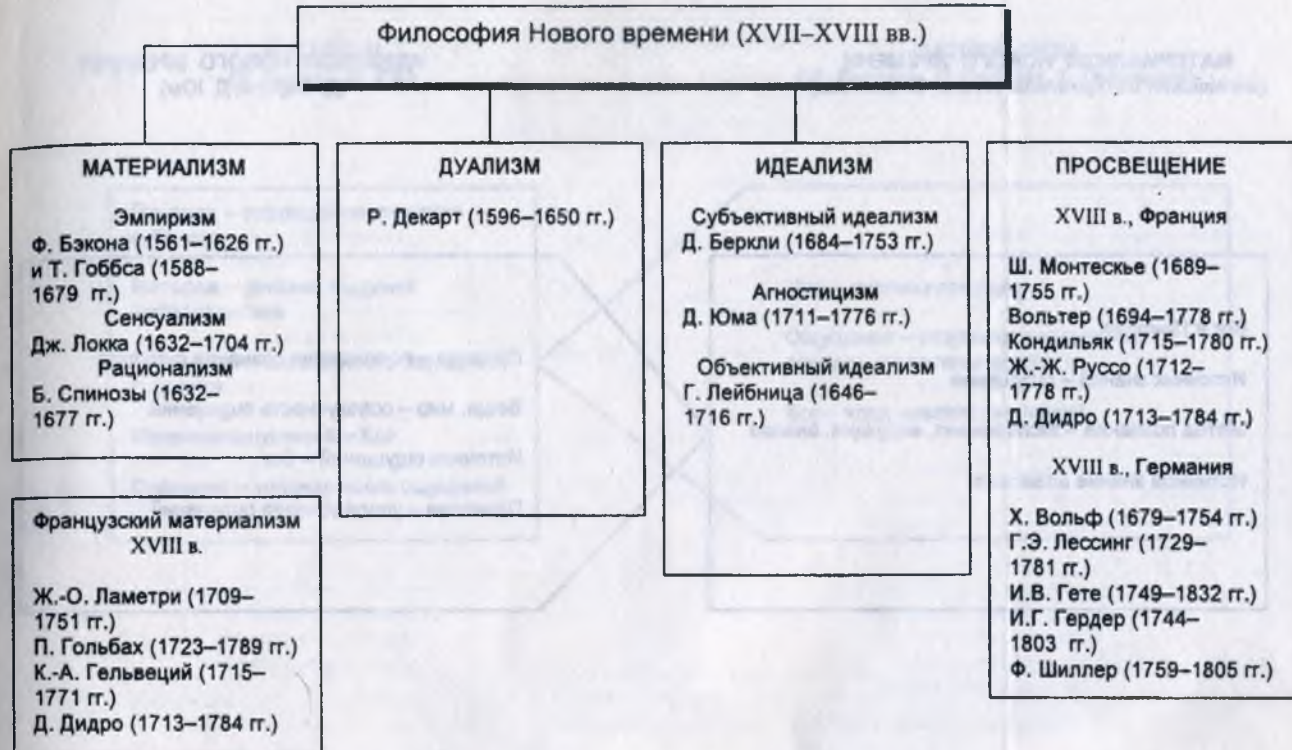 Философия Нового времени (XVII–XVIII вв.)
МАТЕРИАЛИЗМ
Эмпиризм
Ф. Бэкона (1561–1626 гг.)
и Т. Гоббса (1588–
1679 гг.)
Сенсуализм
Дж. Локка (1632–1704 гг.)
Рационализм
Б. Спинозы (1632–
1677 гг.)
Французский материализм
XVIII в.
Ж.-О. Ламетри (1709–
1751 гг.)
П. Гольбах (1723–1789 гг.)
К.-А. Гельвеций (1715–
1771 гг.)
Д. Дидро (1713–1784 гг.)
ДУАЛИЗМ
Р. Декарт (1596–1650 гг.)
ИДЕАЛИЗМ
Субъективный идеализм
Д. Беркли (1684–1753 гг.)
Агностицизм
Д. Юма (1711–1776 гг.)
Объективный идеализм
Г. Лейбница (1646–
1716 гг.)
ПРОСВЕЩЕНИЕ
XVIII в., Франция
Ш. Монтескье (1689–
1755 гг.)
Вольтер (1694–1778 гг.)
Кондильяк (1715–1780 гг.)
Ж.-Ж. Руссо (1712–
1778 гг.)
Д. Дидро (1713–1784 гг.)
XVIII в., Германия
Х. Вольф (1679–1754 гг.)
Г.Э. Лессинг (1729–
1781 гг.)
И.В. Гете (1749–1832 гг.)
И.Г. Гердер (1744–
1803 гг.)
Ф. Шиллер (1759–1805 гг.)